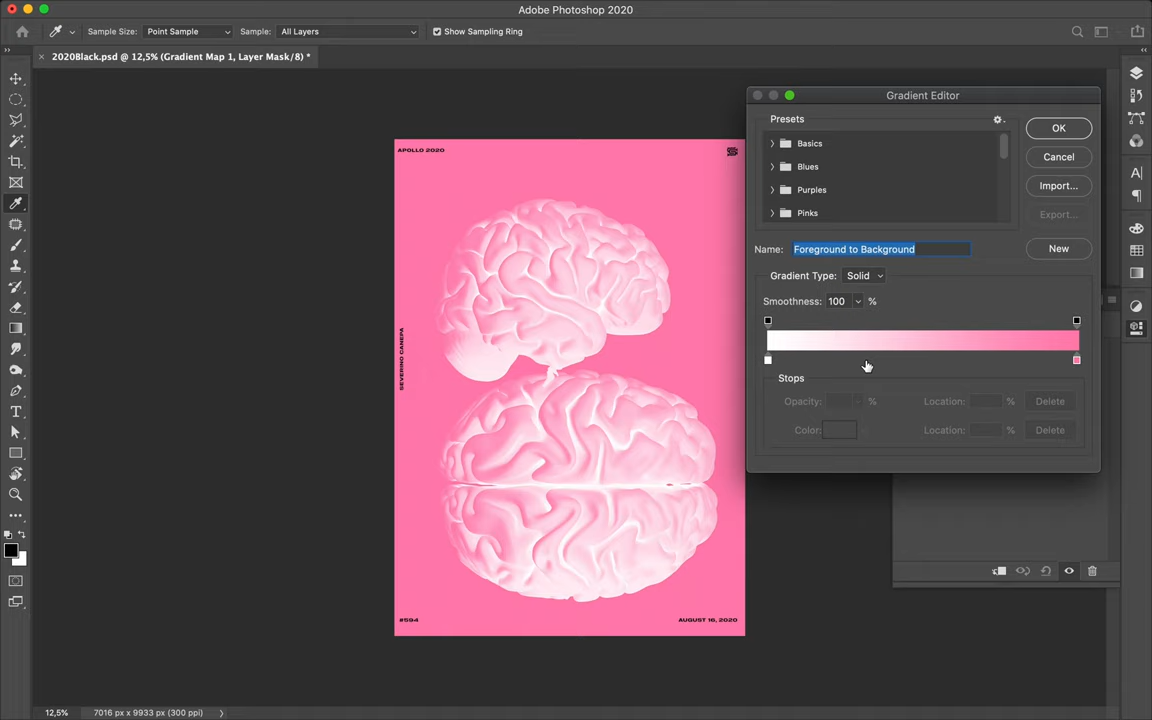 Adobe Photoshop 2020
Sample Size: Point Sample Sample: All Layers Show Sampling Ring
2020Black.psd @ 12,5% (Gradient Map 1, Layer Mask/8) *
Gradient Editor
Presets
Basics
Blues
Purples
Pinks
OK
Cancel
Import...
Export...
Name: Foreground to Background
New
Gradient Type: Solid
Smoothness: 100 %
Stops
Opacity: % Location: % Delete
Color: Location: % Delete
APOLLO 2020
SEVERINO CANEPA
#594
AUGUST 16, 2020
12,5% 7016 px x 9933 px (300 ppi)